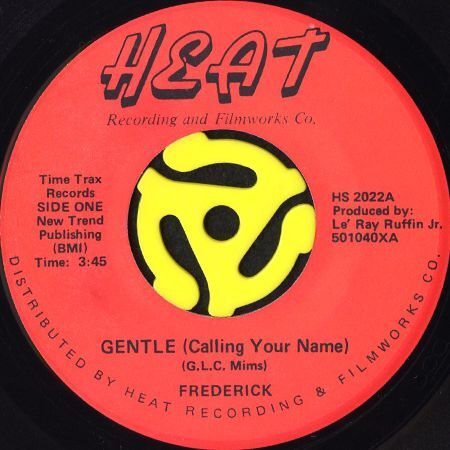 HEAT
Recording and Filmworks Co.
Time Trax
Records
SIDE ONE
New Trend
Publishing
(BMI)
Time: 3:45
HS 2022A
Produced by:
Le' Ray Ruffin Jr.
501040XA
GENTLE (Calling Your Name)
(G.L.C. Mims)
FREDERICK
DISTRIBUTED BY HEAT RECORDING & FILMWORKS CO.